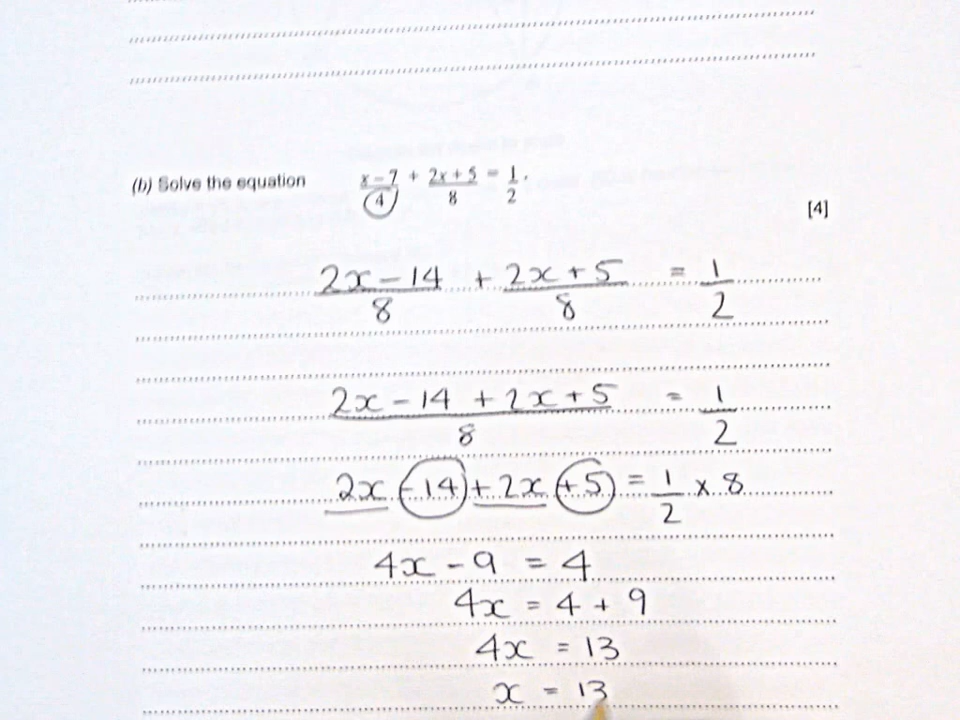 (b) Solve the equation x – 7/4 + 2x + 5/8 = 1/2.
[4]
2x – 14/8 + 2x + 5/8 = 1/2
2x – 14 + 2x + 5/8 = 1/2
2x – 14 + 2x + 5 = 1/2 × 8
4x – 9 = 4
4x = 4 + 9
4x = 13
x = 13